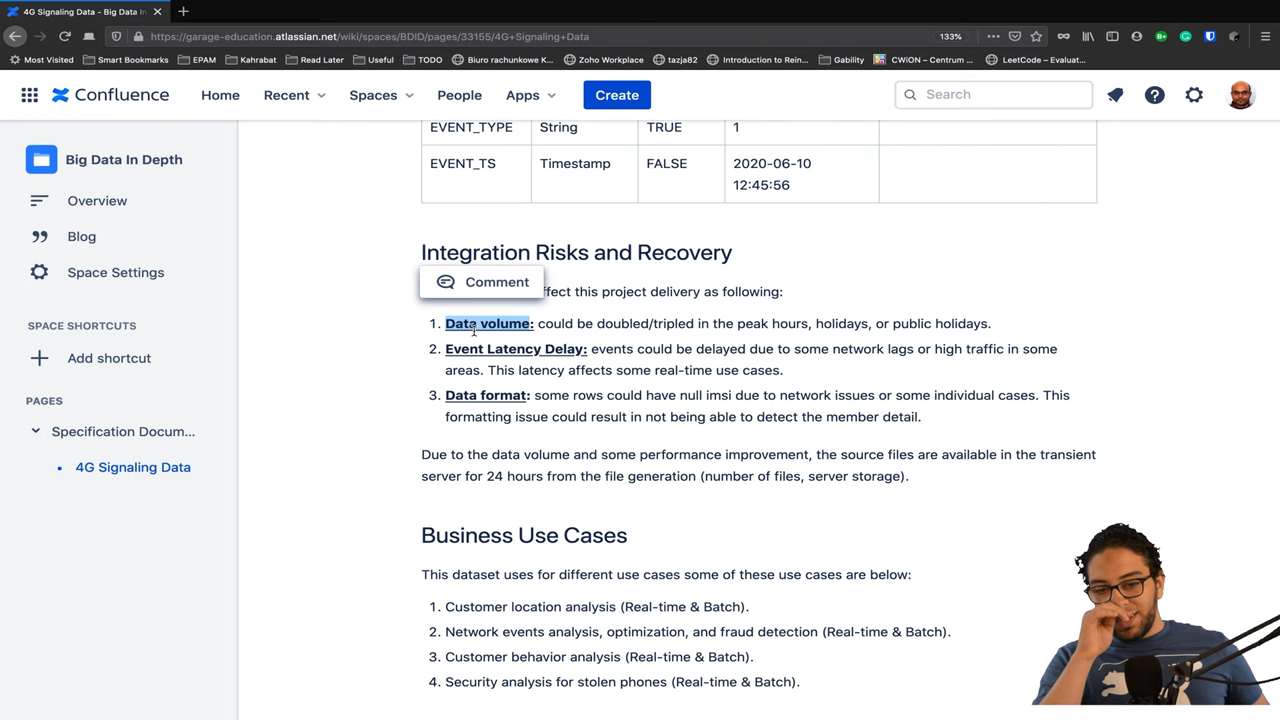 4G Signaling Data - Big Data In
https://garage-education.atlassian.net/wiki/spaces/BDID/pages/33155/4G+Signaling+Data
133%
Most Visited
Smart Bookmarks
EPAM
Kahrabat
Read Later
Useful
TODO
Biuro rachunkowe K...
Zoho Workplace
tazja82
Introduction to Rein...
Gability
CWiON – Centrum ...
LeetCode – Evaluat...
Confluence
Home
Recent
Spaces
People
Apps
Create
Search
Big Data In Depth
Overview
Blog
Space Settings
SPACE SHORTCUTS
Add shortcut
PAGES
Specification Docum...
4G Signaling Data
EVENT_TYPE String TRUE 1
EVENT_TS Timestamp FALSE 2020-06-10
12:45:56
Integration Risks and Recovery
Comment
ffect this project delivery as following:
1. Data volume: could be doubled/tripled in the peak hours, holidays, or public holidays.
2. Event Latency Delay: events could be delayed due to some network lags or high traffic in some
areas. This latency affects some real-time use cases.
3. Data format: some rows could have null imsi due to network issues or some individual cases. This
formatting issue could result in not being able to detect the member detail.
Due to the data volume and some performance improvement, the source files are available in the transient
server for 24 hours from the file generation (number of files, server storage).
Business Use Cases
This dataset uses for different use cases some of these use cases are below:
1. Customer location analysis (Real-time & Batch).
2. Network events analysis, optimization, and fraud detection (Real-time & Batch).
3. Customer behavior analysis (Real-time & Batch).
4. Security analysis for stolen phones (Real-time & Batch).